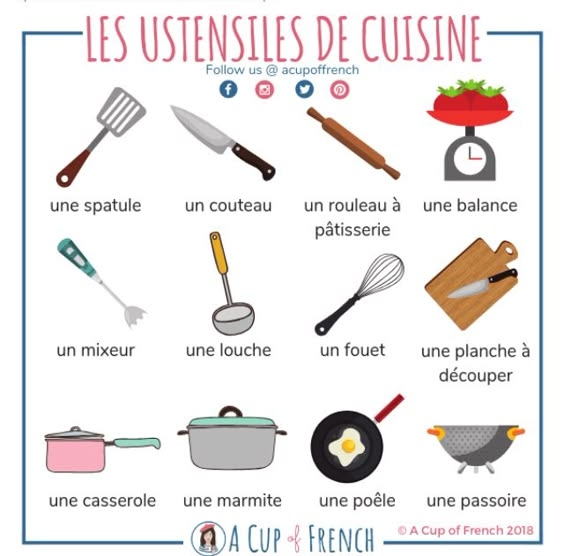 LES USTENSILES DE CUISINE
Follow us @ acupoffrench
une spatule
un couteau
un rouleau à
pâtisserie
une balance
un mixeur
une louche
un fouet
une planche à
découper
une casserole
une marmite
une poêle
une passoire
A CUP of FRENCH
© A Cup of French 2018